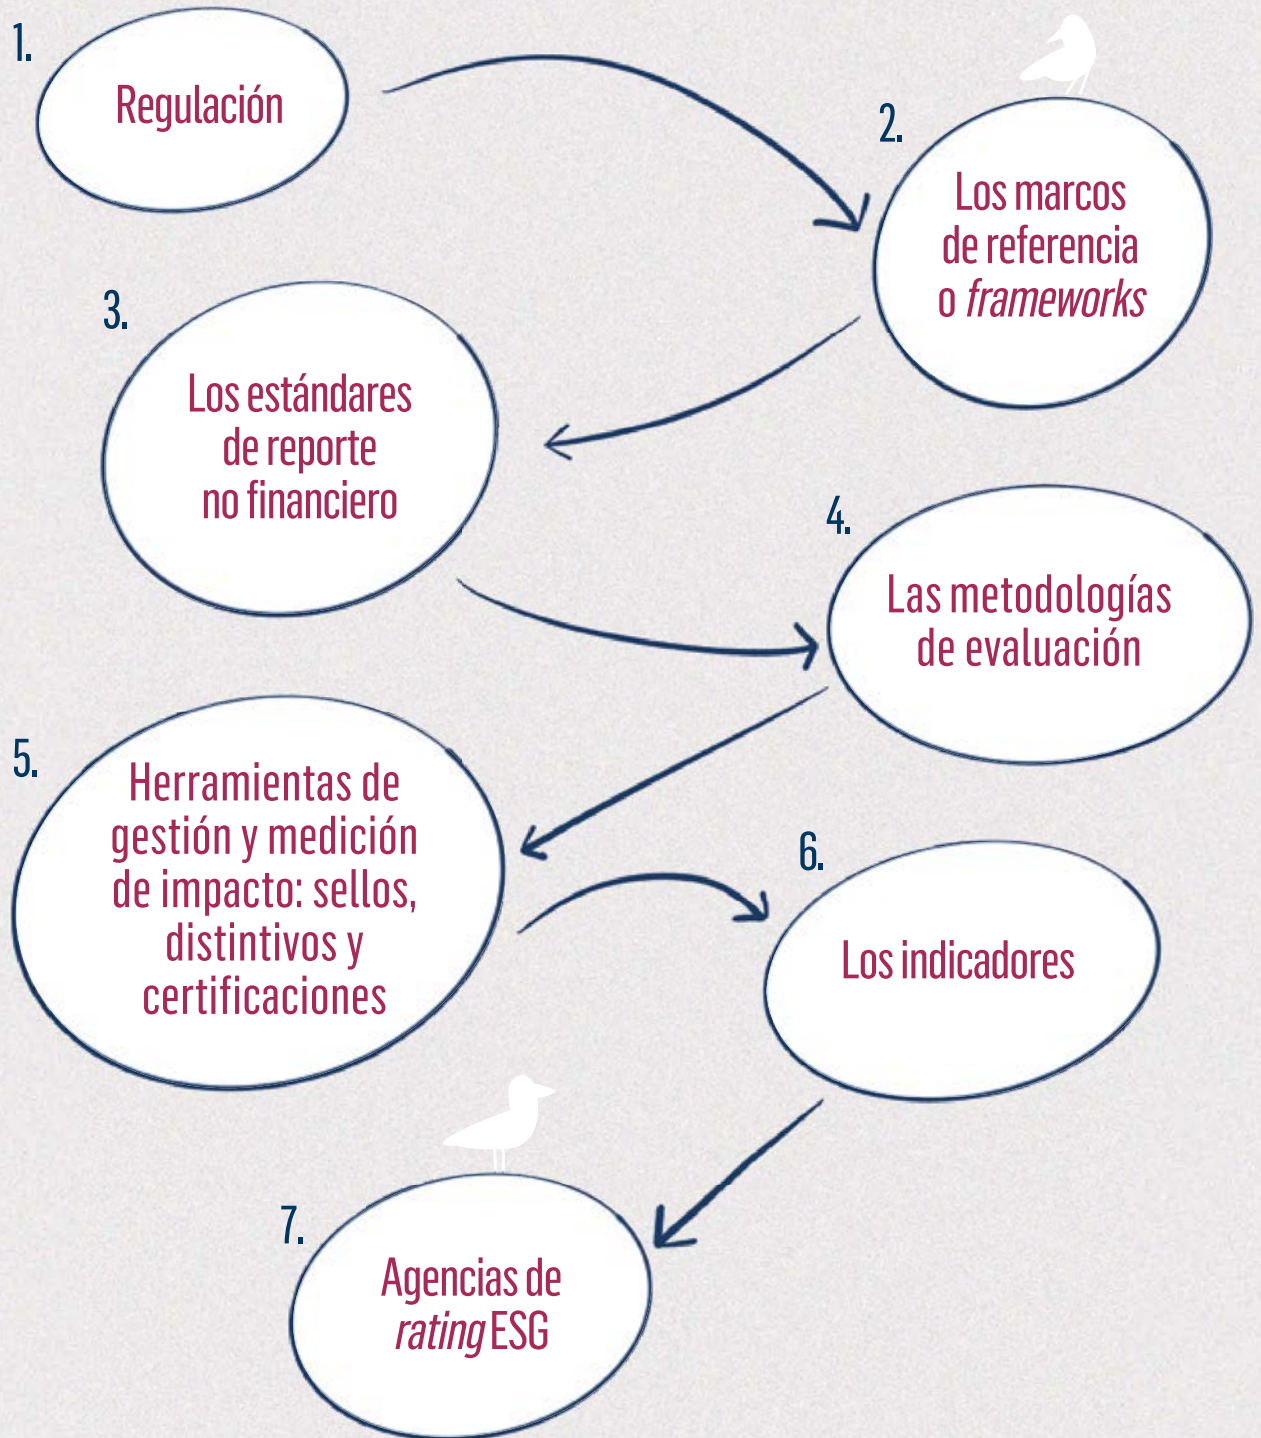 1.
Regulación
2.
Los marcos
de referencia
o frameworks
3.
Los estándares
de reporte
no financiero
4.
Las metodologías
de evaluación
5.
Herramientas de
gestión y medición
de impacto: sellos,
distintivos y
certificaciones
6.
Los indicadores
7.
Agencias de
rating ESG